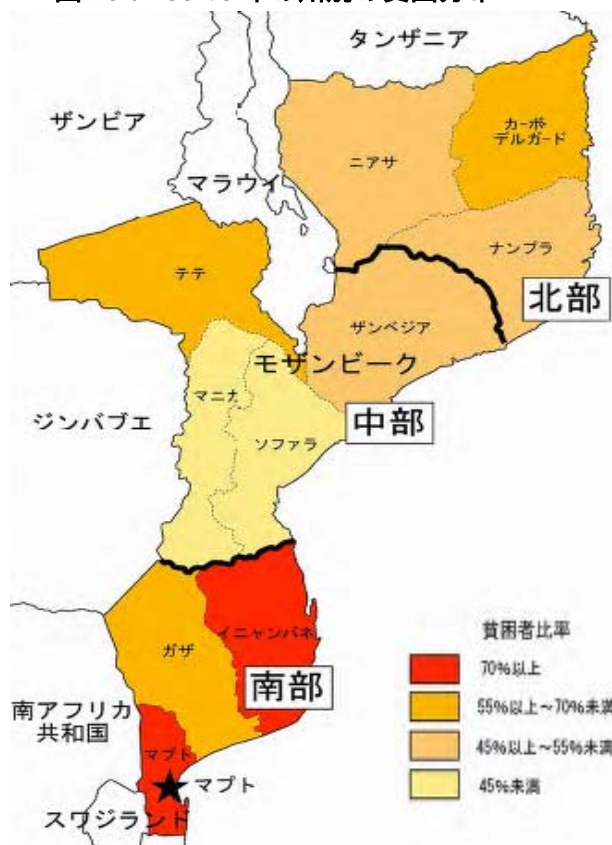 タンザニア
ザンビア
カーボ・
デルガード
ニアサ
マラウイ
ナンプラ
テテ
北部
ザンベジア
モザンビーク
マニカ
ジンバブエ
中部
ソファラ
貧困者比率
イニャンバネ
ガザ
70%以上
南部
55%以上～70%未満
南アフリカ
共和国
45%以上～55%未満
マプト
マプト
45%未満
スワジランド